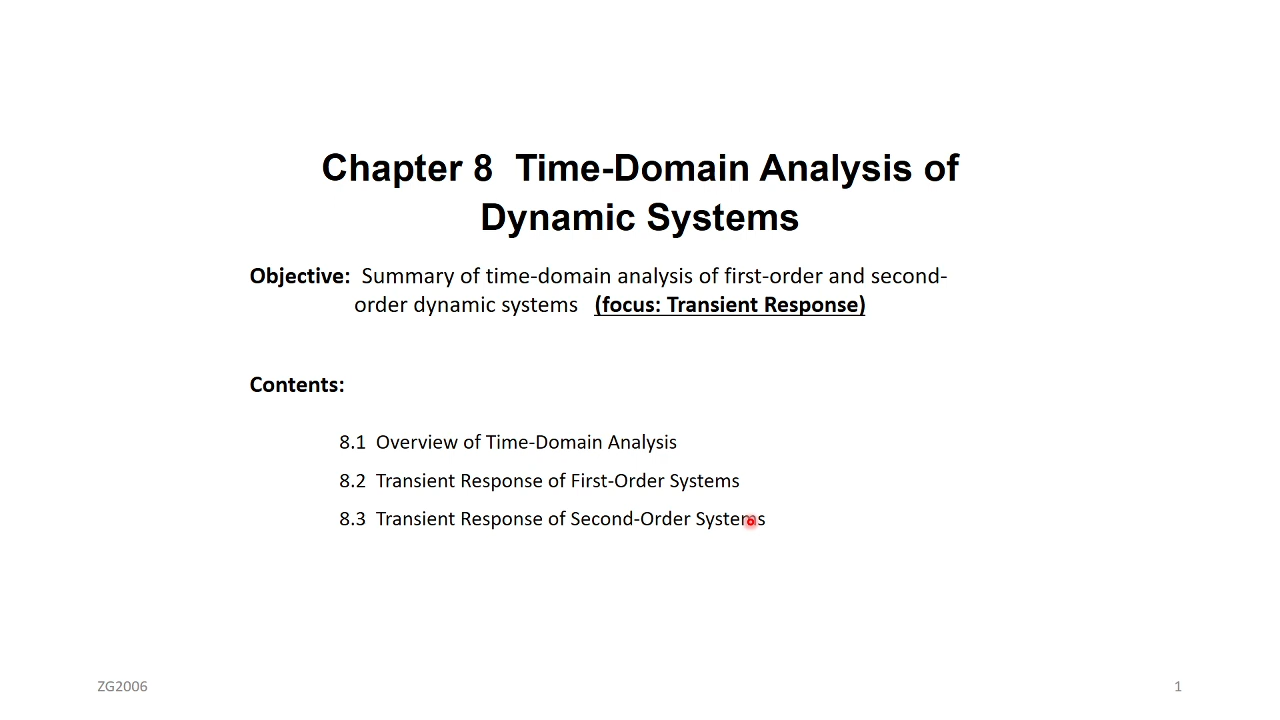 Chapter 8  Time-Domain Analysis of
Dynamic Systems
Objective:  Summary of time-domain analysis of first-order and second-
order dynamic systems   (focus: Transient Response)
Contents:
8.1  Overview of Time-Domain Analysis
8.2  Transient Response of First-Order Systems
8.3  Transient Response of Second-Order Systems
ZG2006
1